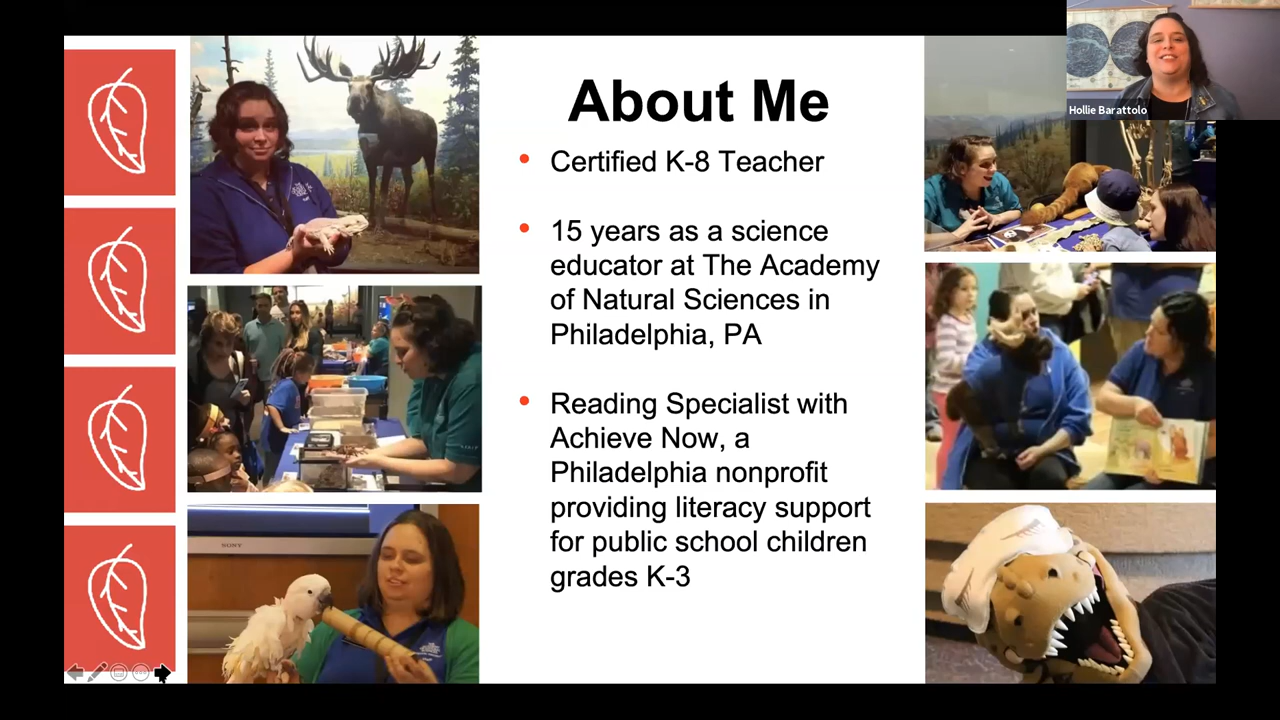 About Me
Hollie Barattolo
• Certified K-8 Teacher
• 15 years as a science
educator at The Academy
of Natural Sciences in
Philadelphia, PA
• Reading Specialist with
Achieve Now, a
Philadelphia nonprofit
providing literacy support
for public school children
grades K-3
SONY